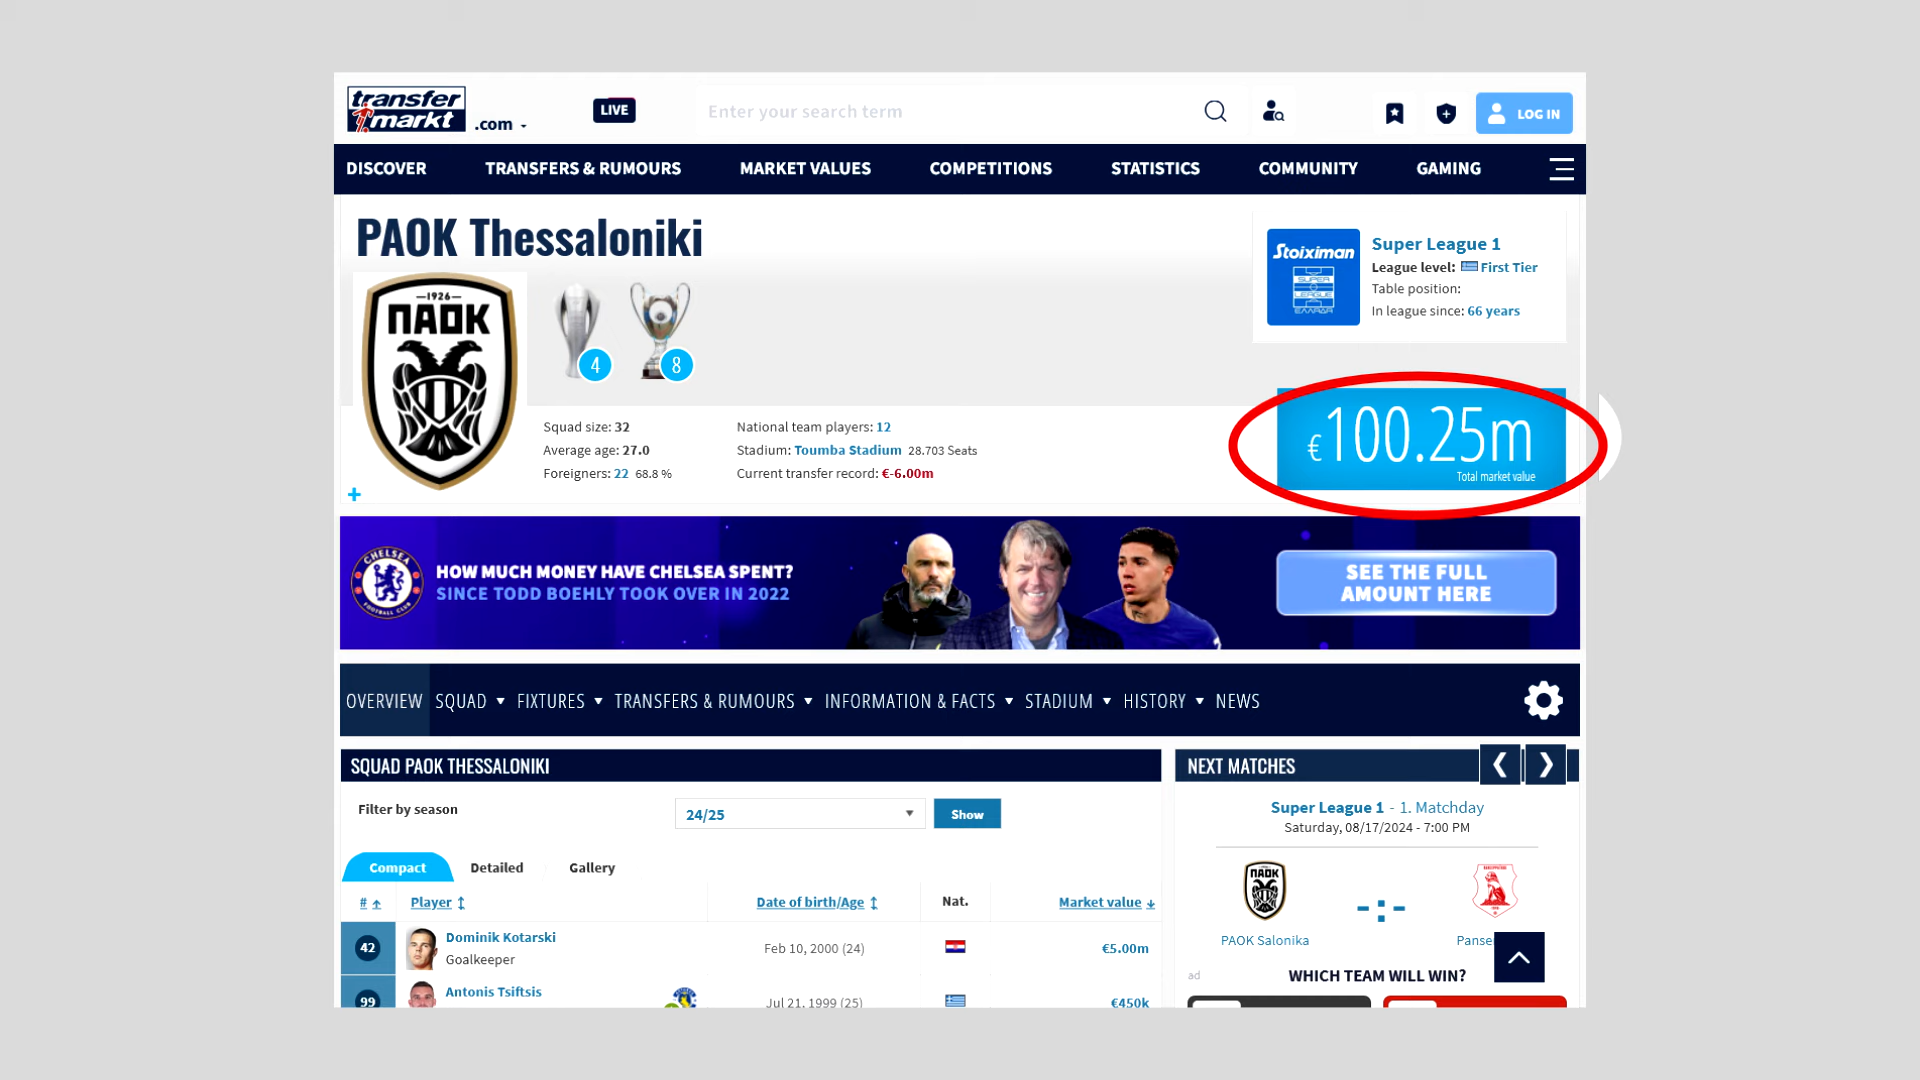 transfer
markt
.com
LIVE
Enter your search term
LOG IN
DISCOVER
TRANSFERS & RUMOURS
MARKET VALUES
COMPETITIONS
STATISTICS
COMMUNITY
GAMING
PAOK Thessaloniki
1926
ΠΑΟΚ
4
8
Squad size: 32
Average age: 27.0
Foreigners: 22 68.8 %
National team players: 12
Stadium: Toumba Stadium 28.703 Seats
Current transfer record: €-6.00m
Stoiximan
SUPER
LEAGUE
ΕΛΛΑΔΑ
Super League 1
League level: First Tier
Table position:
In league since: 66 years
€100.25m
Total market value
CHELSEA
FOOTBALL CLUB
HOW MUCH MONEY HAVE CHELSEA SPENT?
SINCE TODD BOEHLY TOOK OVER IN 2022
SEE THE FULL
AMOUNT HERE
OVERVIEW
SQUAD
FIXTURES
TRANSFERS & RUMOURS
INFORMATION & FACTS
STADIUM
HISTORY
NEWS
SQUAD PAOK THESSALONIKI
Filter by season
24/25
Show
Compact
Detailed
Gallery
# Player Date of birth/Age Nat. Market value
42 Dominik Kotarski Feb 10, 2000 (24) €5.00m
Goalkeeper
99 Antonis Tsiftsis Jul 21, 1999 (25) €450k
NEXT MATCHES
Super League 1 - 1. Matchday
Saturday, 08/17/2024 - 7:00 PM
ΠΑΟΚ
-:-
PAOK Salonika
Panse
ad
WHICH TEAM WILL WIN?